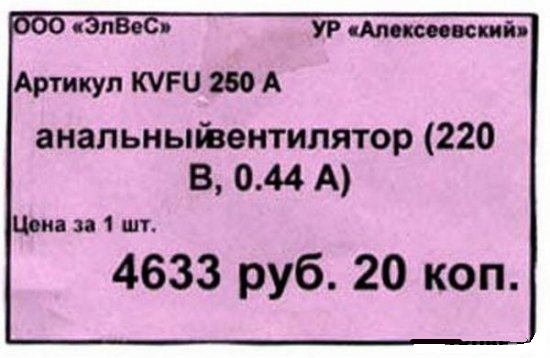 ООО «ЭлВеС» УР «Алексеевский»
Артикул KVFU 250 A
анальныйвентилятор (220
В, 0.44 А)
Цена за 1 шт.
4633 руб. 20 коп.